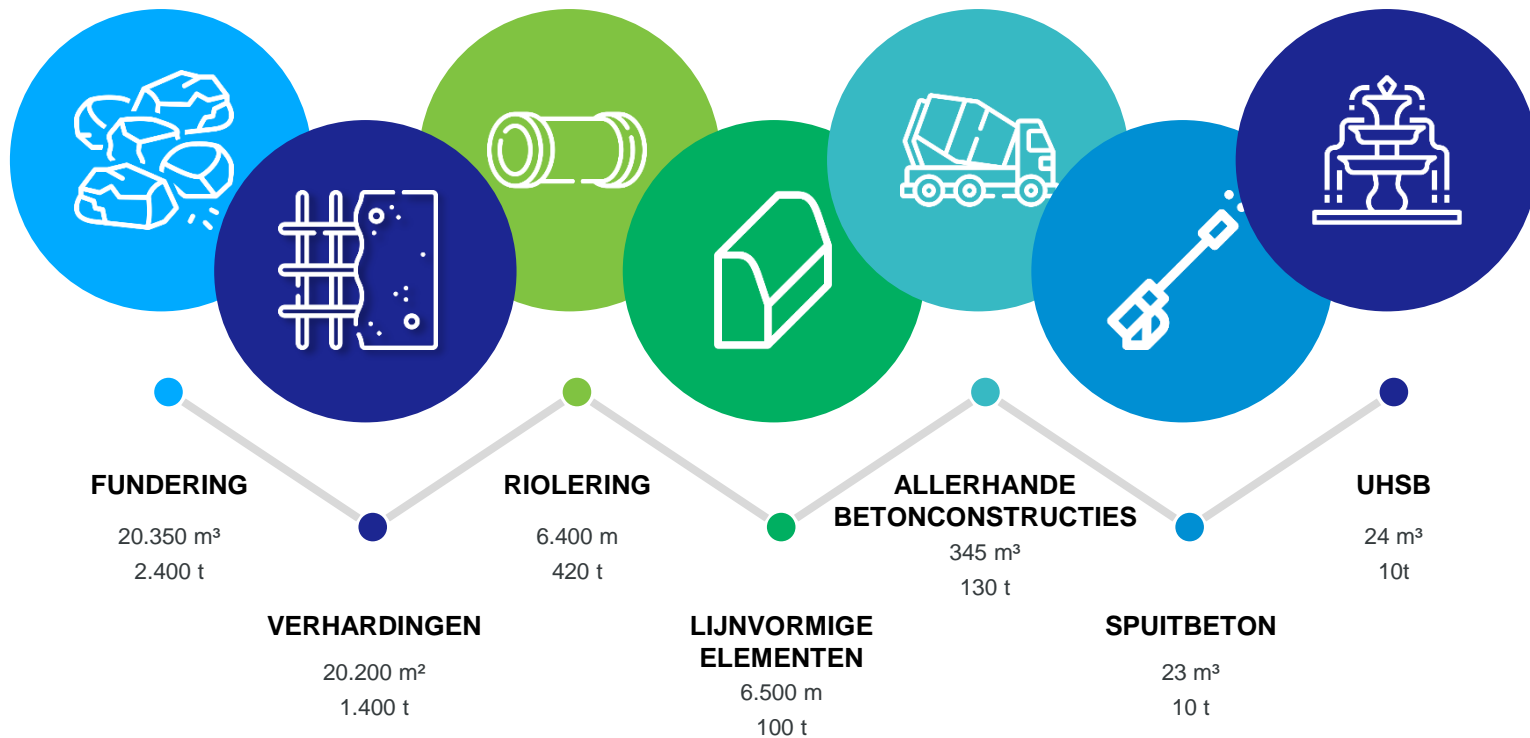 FUNDERING
20.350 m³
2.400 t
VERHARDINGEN
20.200 m²
1.400 t
RIOLERING
6.400 m
420 t
LIJNVORMIGE
ELEMENTEN
6.500 m
100 t
ALLERHANDE
BETONCONSTRUCTIES
345 m³
130 t
SPUITBETON
23 m³
10 t
UHSB
24 m³
10t